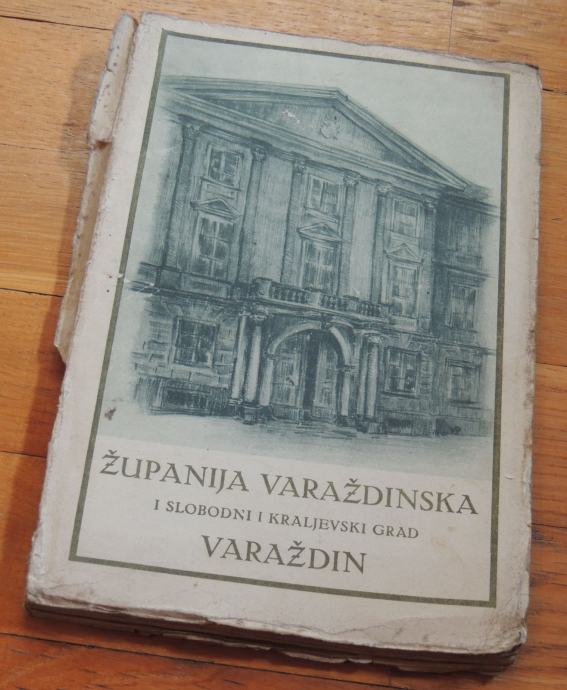 ŽUPANIJA VARAŽDINSKA
I SLOBODNI I KRALJEVSKI GRAD
VARAŽDIN